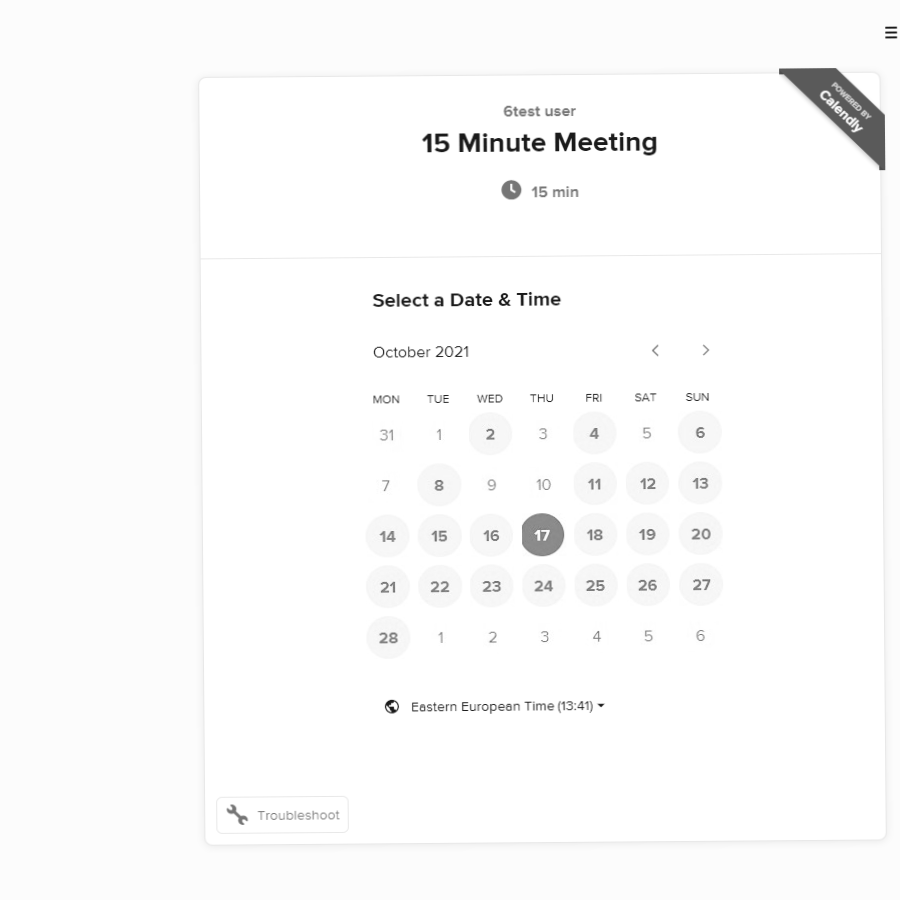 POWERED BY
Calendly
6test user
15 Minute Meeting
15 min
Select a Date & Time
October 2021
MON TUE WED THU FRI SAT SUN
31 1 2 3 4 5 6
7 8 9 10 11 12 13
14 15 16 17 18 19 20
21 22 23 24 25 26 27
28 1 2 3 4 5 6
Eastern European Time (13:41)
Troubleshoot